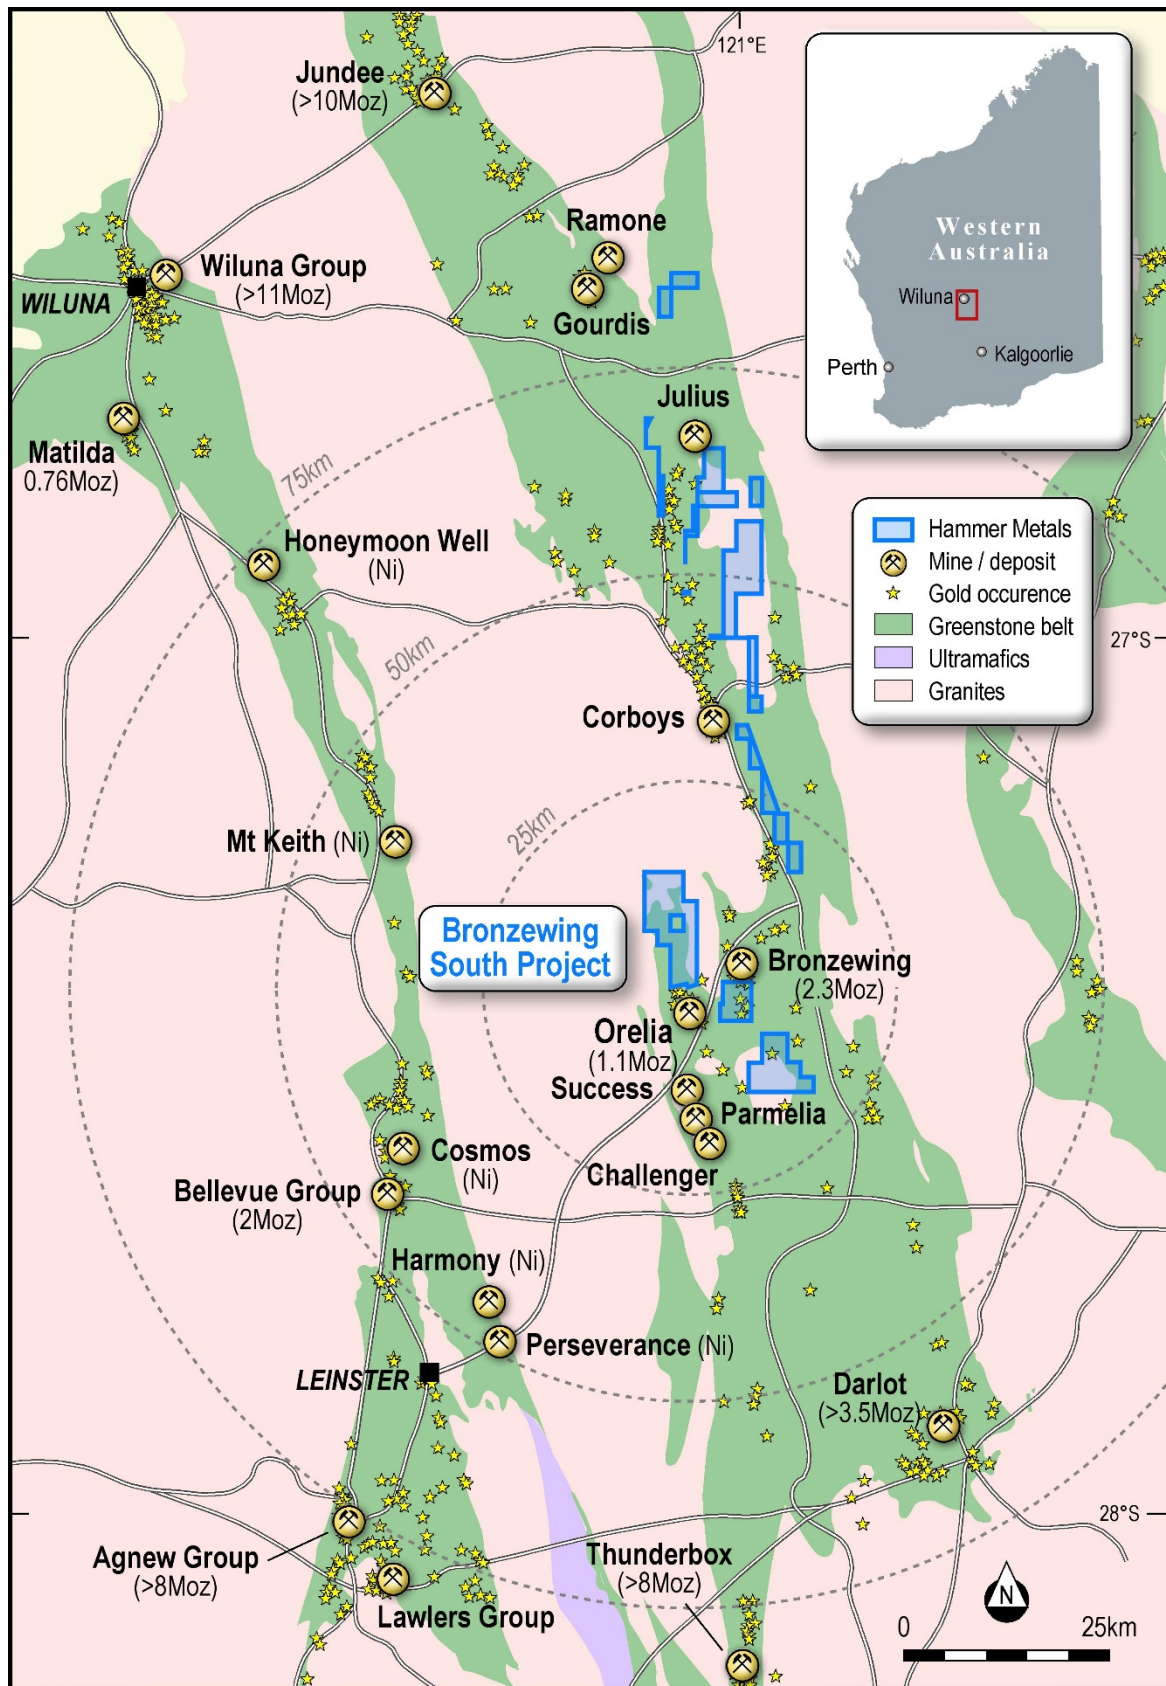 121°E
Jundee
(>10Moz)
Ramone
Wiluna Group
(>11Moz)
WILUNA
Gourdis
Western
Australia
Wiluna
Kalgoorlie
Perth
Julius
Matilda
0.76Moz)
75km
Honeymoon Well
(Ni)
Hammer Metals
Mine / deposit
Gold occurence
Greenstone belt
Ultramafics
Granites
27°S
50km
Corboys
25km
Mt Keith (Ni)
Bronzewing
South Project
Bronzewing
(2.3Moz)
Orelia
(1.1Moz)
Success
Parmelia
Challenger
Cosmos
(Ni)
Bellevue Group
(2Moz)
Harmony (Ni)
Perseverance (Ni)
LEINSTER
Darlot
(>3.5Moz)
28°S
Agnew Group
(>8Moz)
Thunderbox
(>8Moz)
Lawlers Group
N
0 25km